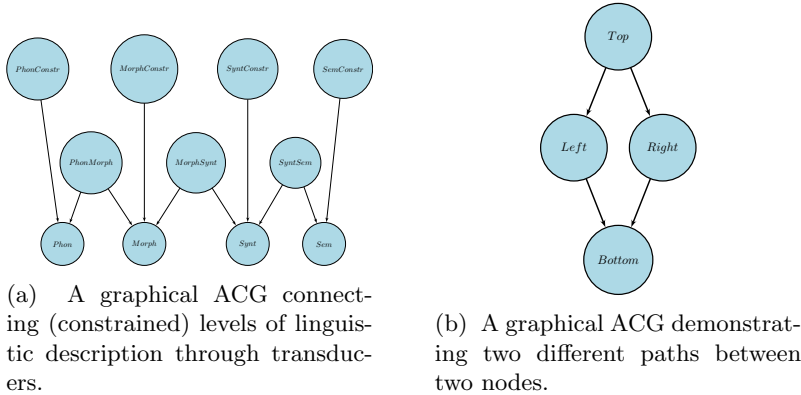 PhonConstr
MorphConstr
SyntConstr
SemConstr
PhonMorph
MorphSynt
SyntSem
Phon
Morph
Synt
Sem
(a) A graphical ACG connect-
ing (constrained) levels of linguis-
tic description through transduc-
ers.
Top
Left
Right
Bottom
(b) A graphical ACG demonstrat-
ing two different paths between
two nodes.